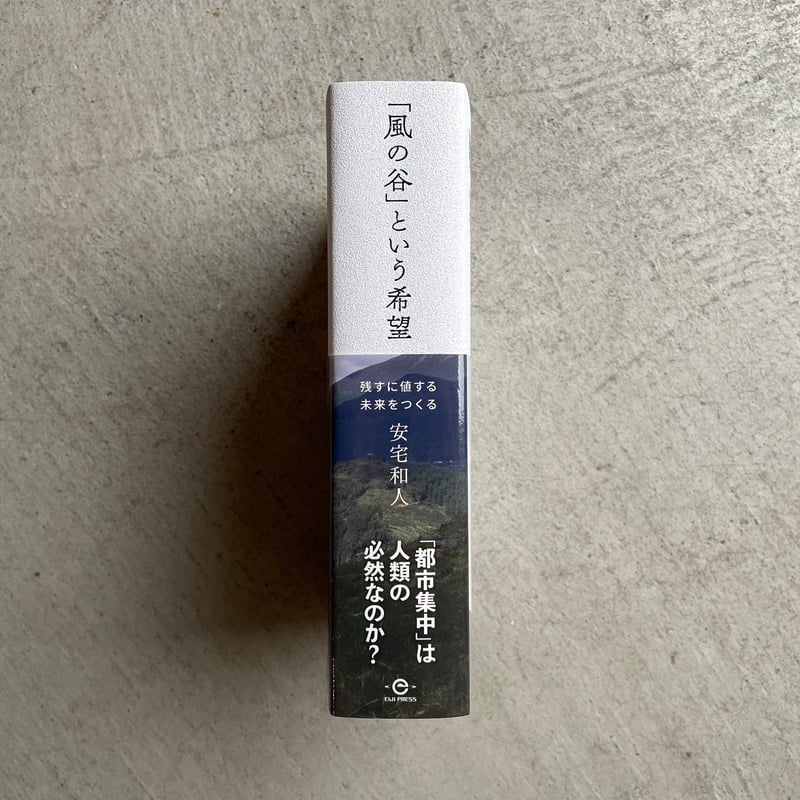 「風の谷」という希望
残すに値する
未来をつくる
安宅和人
「都市集中」は
人類の
必然なのか?
e
EIJI PRESS